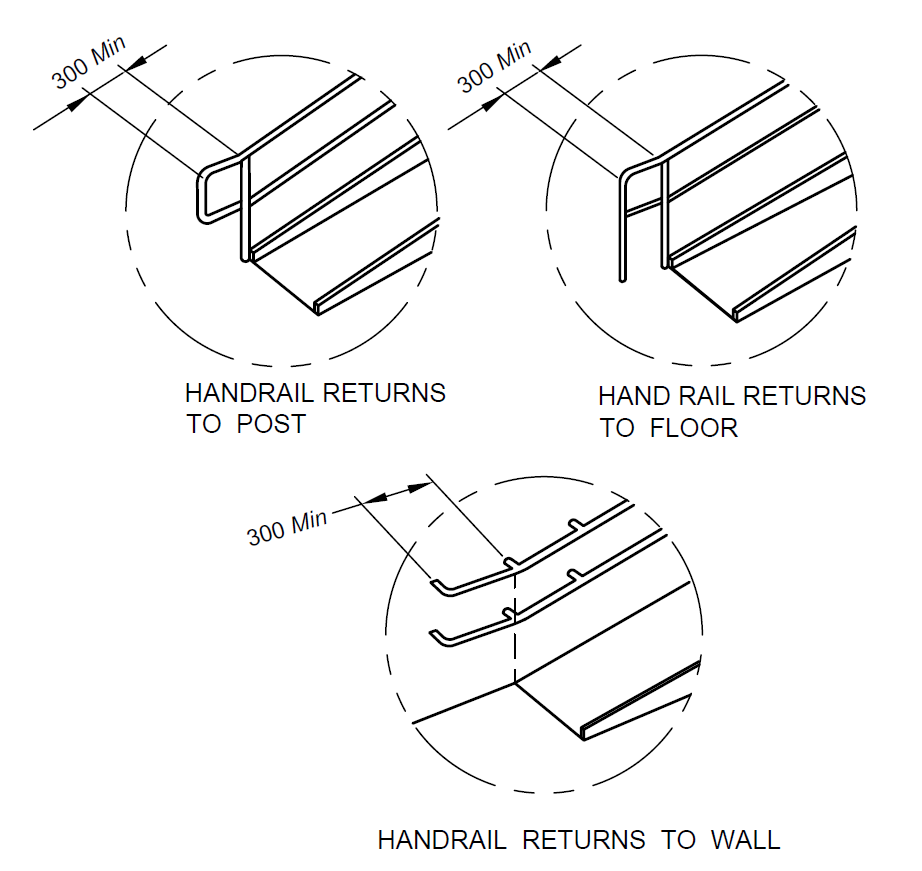 300 Min
300 Min
HANDRAIL RETURNS
TO POST
HAND RAIL RETURNS
TO FLOOR
300 Min
HANDRAIL RETURNS TO WALL